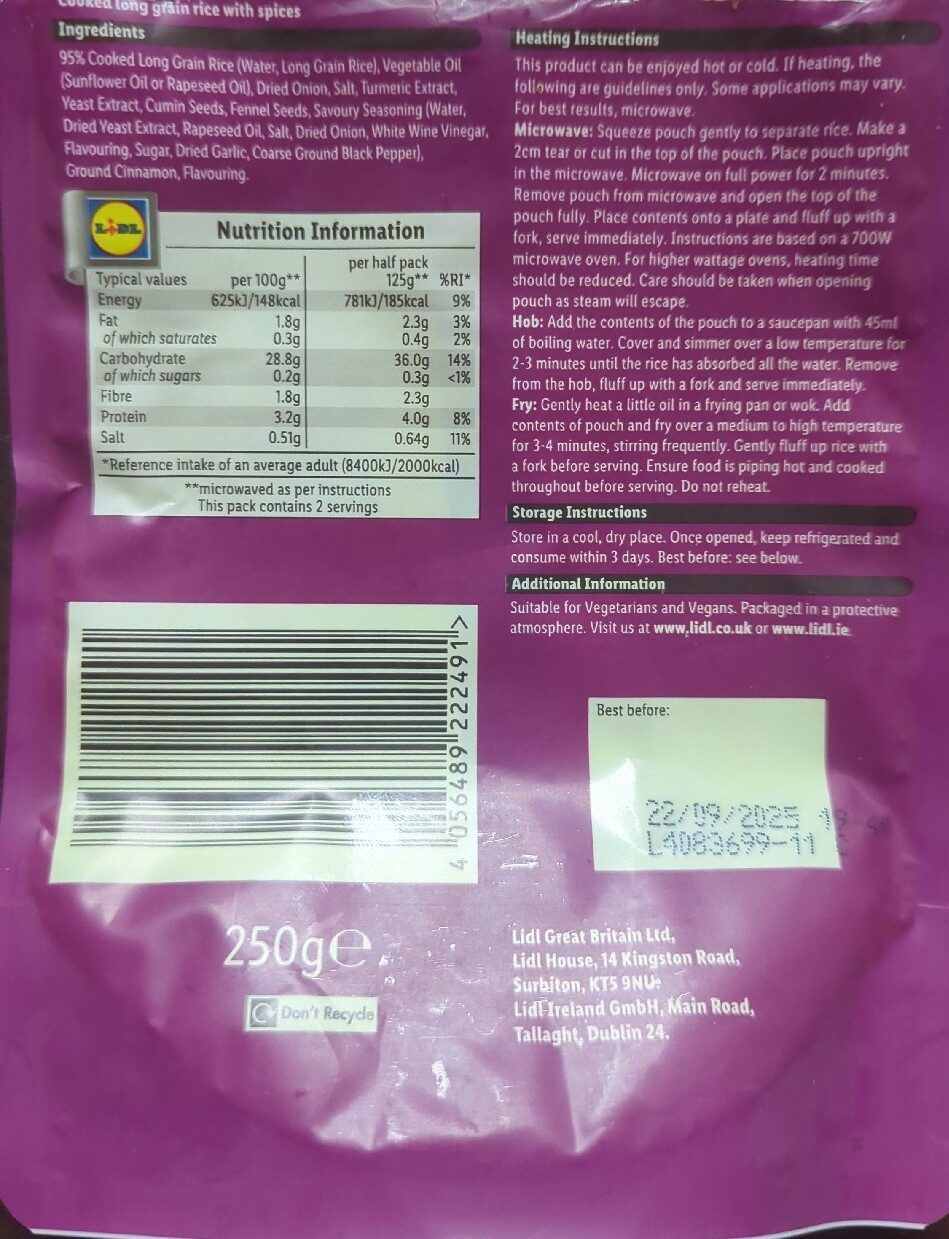 Cooked long grain rice with spices
Ingredients
95% Cooked Long Grain Rice (Water, Long Grain Rice), Vegetable Oil
(Sunflower Oil or Rapeseed Oil), Dried Onion, Salt, Turmeric Extract,
Yeast Extract, Cumin Seeds, Fennel Seeds, Savoury Seasoning (Water,
Dried Yeast Extract, Rapeseed Oil, Salt, Dried Onion, White Wine Vinegar,
Flavouring, Sugar, Dried Garlic, Coarse Ground Black Pepper),
Ground Cinnamon, Flavouring.
LIDL
Nutrition Information
Typical values per 100g** per half pack 125g** %RI*
Energy 625kJ/148kcal 781kJ/185kcal 9%
Fat 1.8g 2.3g 3%
of which saturates 0.3g 0.4g 2%
Carbohydrate 28.8g 36.0g 14%
of which sugars 0.2g 0.3g <1%
Fibre 1.8g 2.3g
Protein 3.2g 4.0g 8%
Salt 0.51g 0.64g 11%
*Reference intake of an average adult (8400kJ/2000kcal)
**microwaved as per instructions
This pack contains 2 servings
4 056489 222491 >
250g℮
Don't Recycle
Heating Instructions
This product can be enjoyed hot or cold. If heating, the
following are guidelines only. Some applications may vary.
For best results, microwave.
Microwave: Squeeze pouch gently to separate rice. Make a
2cm tear or cut in the top of the pouch. Place pouch upright
in the microwave. Microwave on full power for 2 minutes.
Remove pouch from microwave and open the top of the
pouch fully. Place contents onto a plate and fluff up with a
fork, serve immediately. Instructions are based on a 700W
microwave oven. For higher wattage ovens, heating time
should be reduced. Care should be taken when opening
pouch as steam will escape.
Hob: Add the contents of the pouch to a saucepan with 45ml
of boiling water. Cover and simmer over a low temperature for
2-3 minutes until the rice has absorbed all the water. Remove
from the hob, fluff up with a fork and serve immediately.
Fry: Gently heat a little oil in a frying pan or wok. Add
contents of pouch and fry over a medium to high temperature
for 3-4 minutes, stirring frequently. Gently fluff up rice with
a fork before serving. Ensure food is piping hot and cooked
throughout before serving. Do not reheat.
Storage Instructions
Store in a cool, dry place. Once opened, keep refrigerated and
consume within 3 days. Best before: see below.
Additional Information
Suitable for Vegetarians and Vegans. Packaged in a protective
atmosphere. Visit us at www.lidl.co.uk or www.lidl.ie.
Best before:
22/09/2025
L4083699-11
Lidl Great Britain Ltd,
Lidl House, 14 Kingston Road,
Surbiton, KT5 9NU.
Lidl Ireland GmbH, Main Road,
Tallaght, Dublin 24.